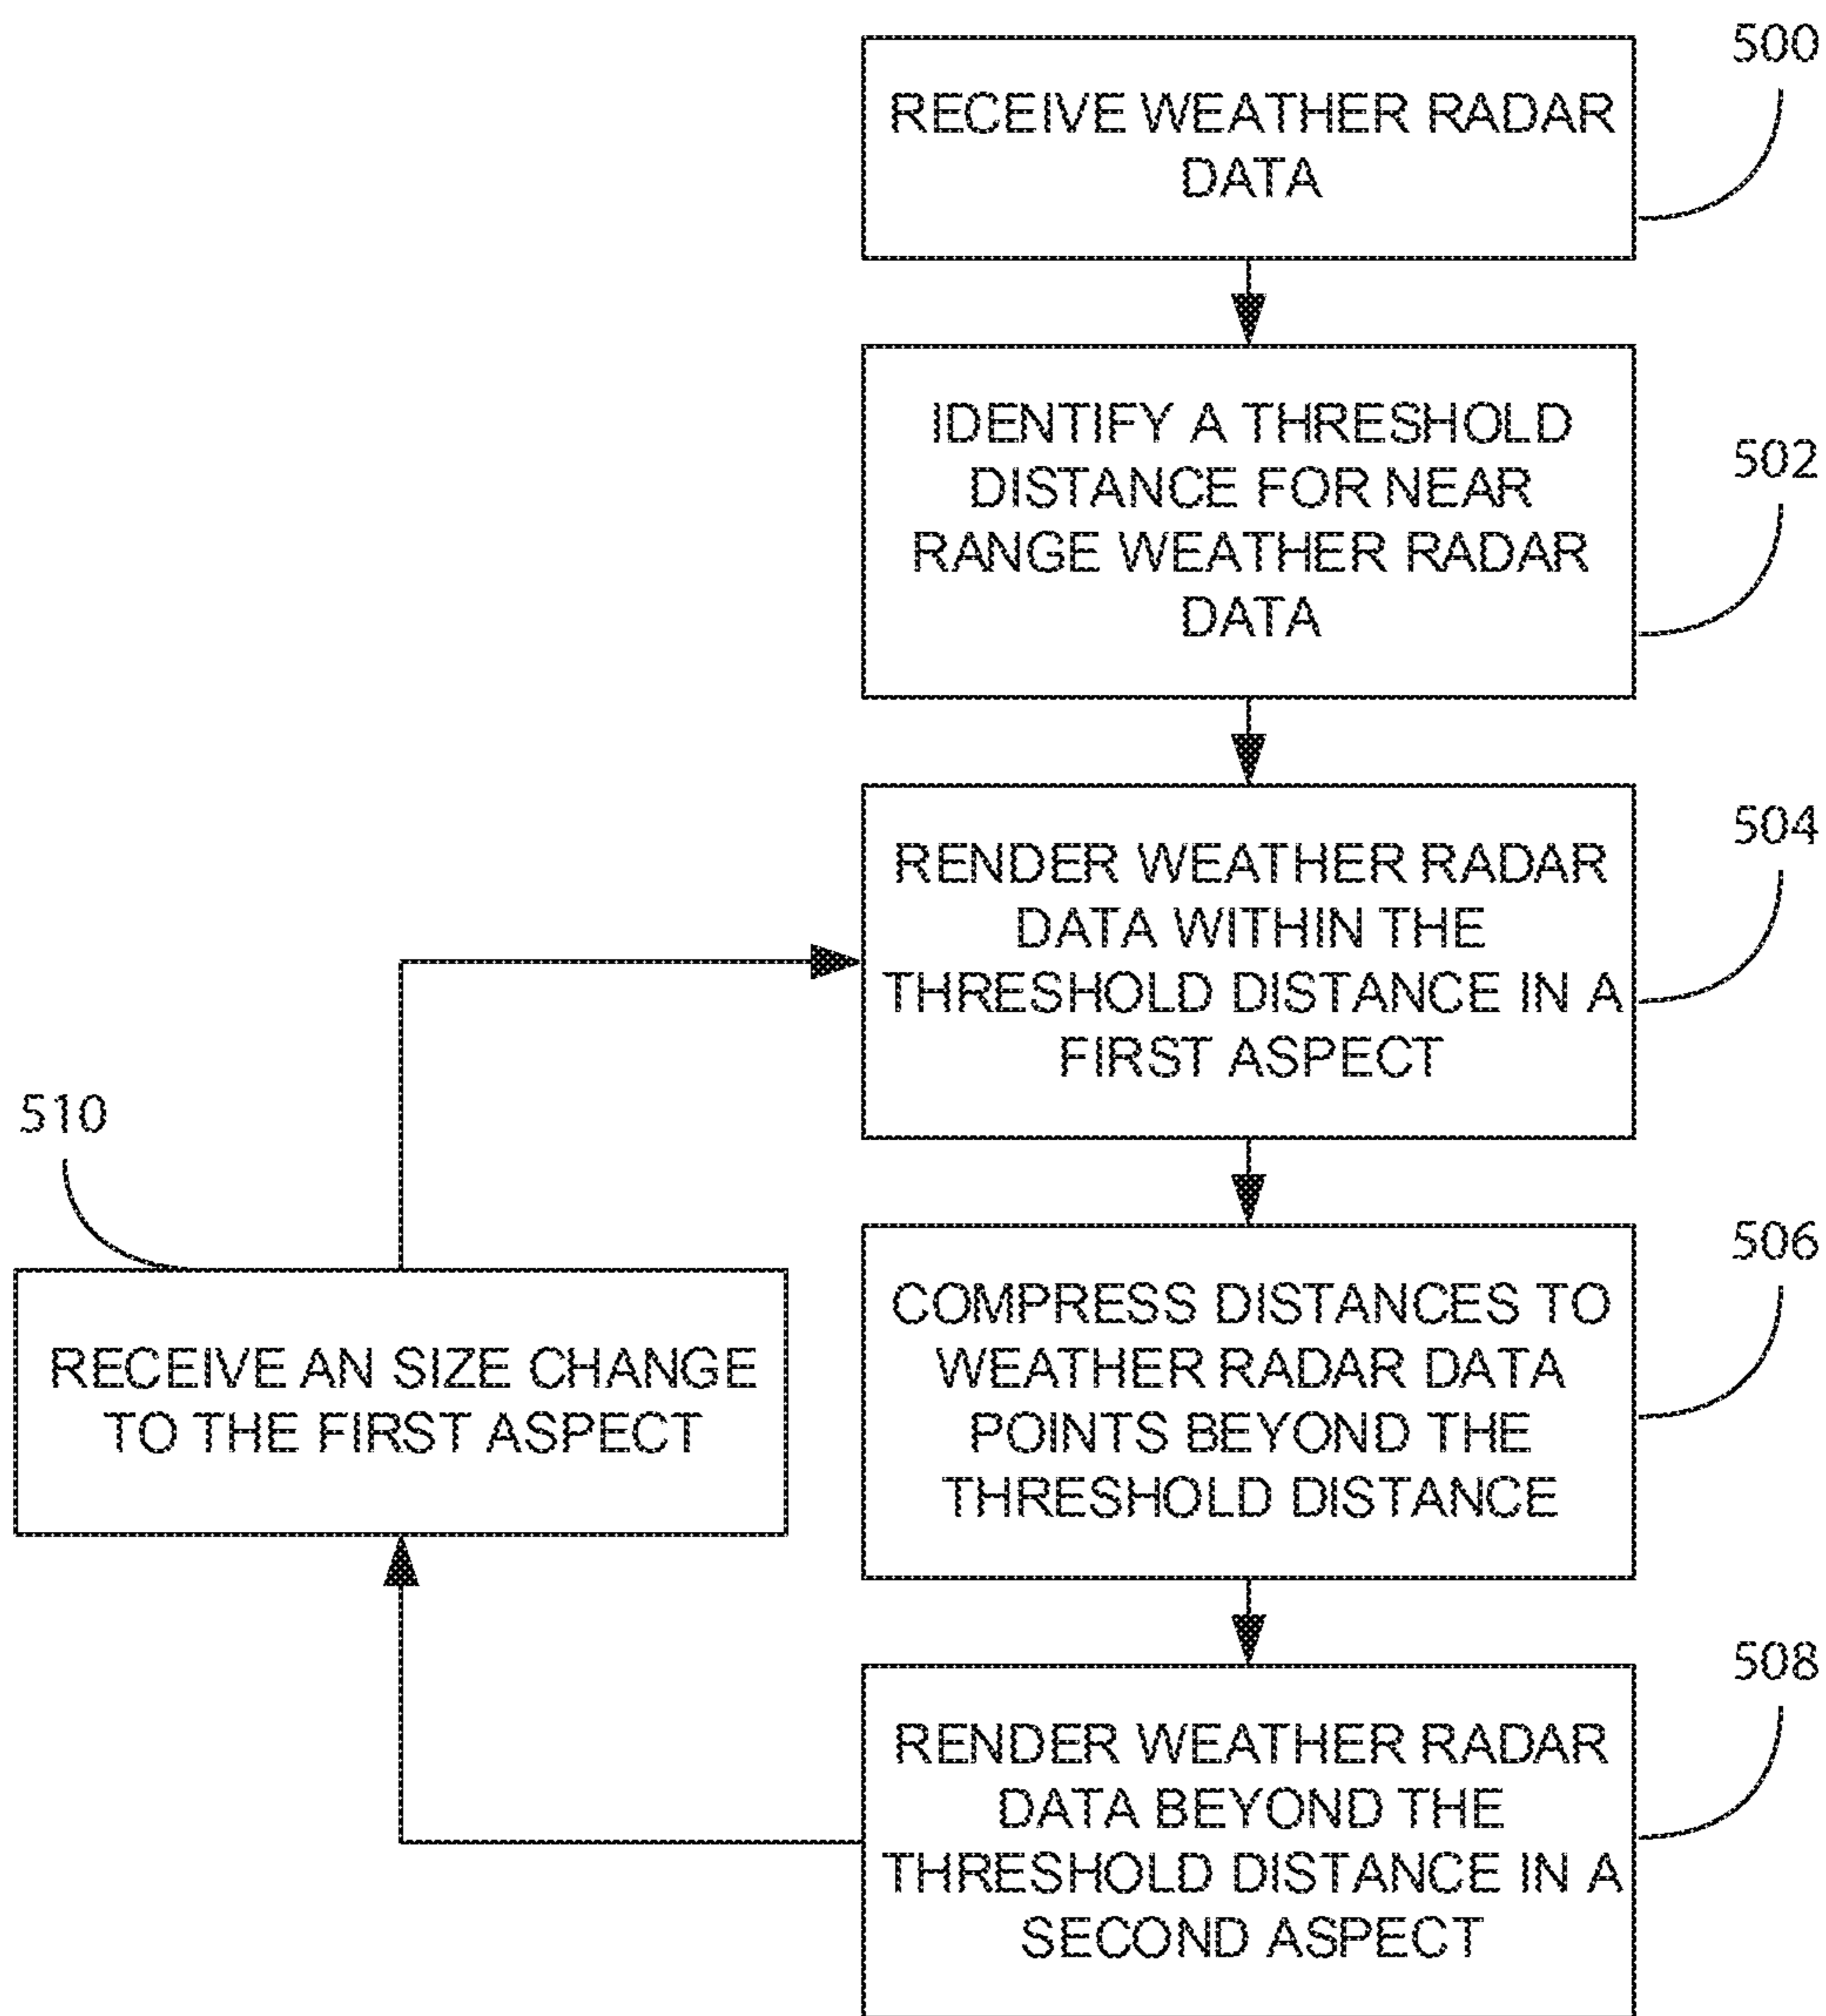 500
RECEIVE WEATHER RADAR
DATA
IDENTIFY A THRESHOLD
DISTANCE FOR NEAR
RANGE WEATHER RADAR
DATA
502
504
RENDER WEATHER RADAR
DATA WITHIN THE
THRESHOLD DISTANCE IN A
FIRST ASPECT
506
COMPRESS DISTANCES TO
WEATHER RADAR DATA
POINTS BEYOND THE
THRESHOLD DISTANCE
508
RENDER WEATHER RADAR
DATA BEYOND THE
THRESHOLD DISTANCE IN A
SECOND ASPECT
510
RECEIVE AN SIZE CHANGE
TO THE FIRST ASPECT